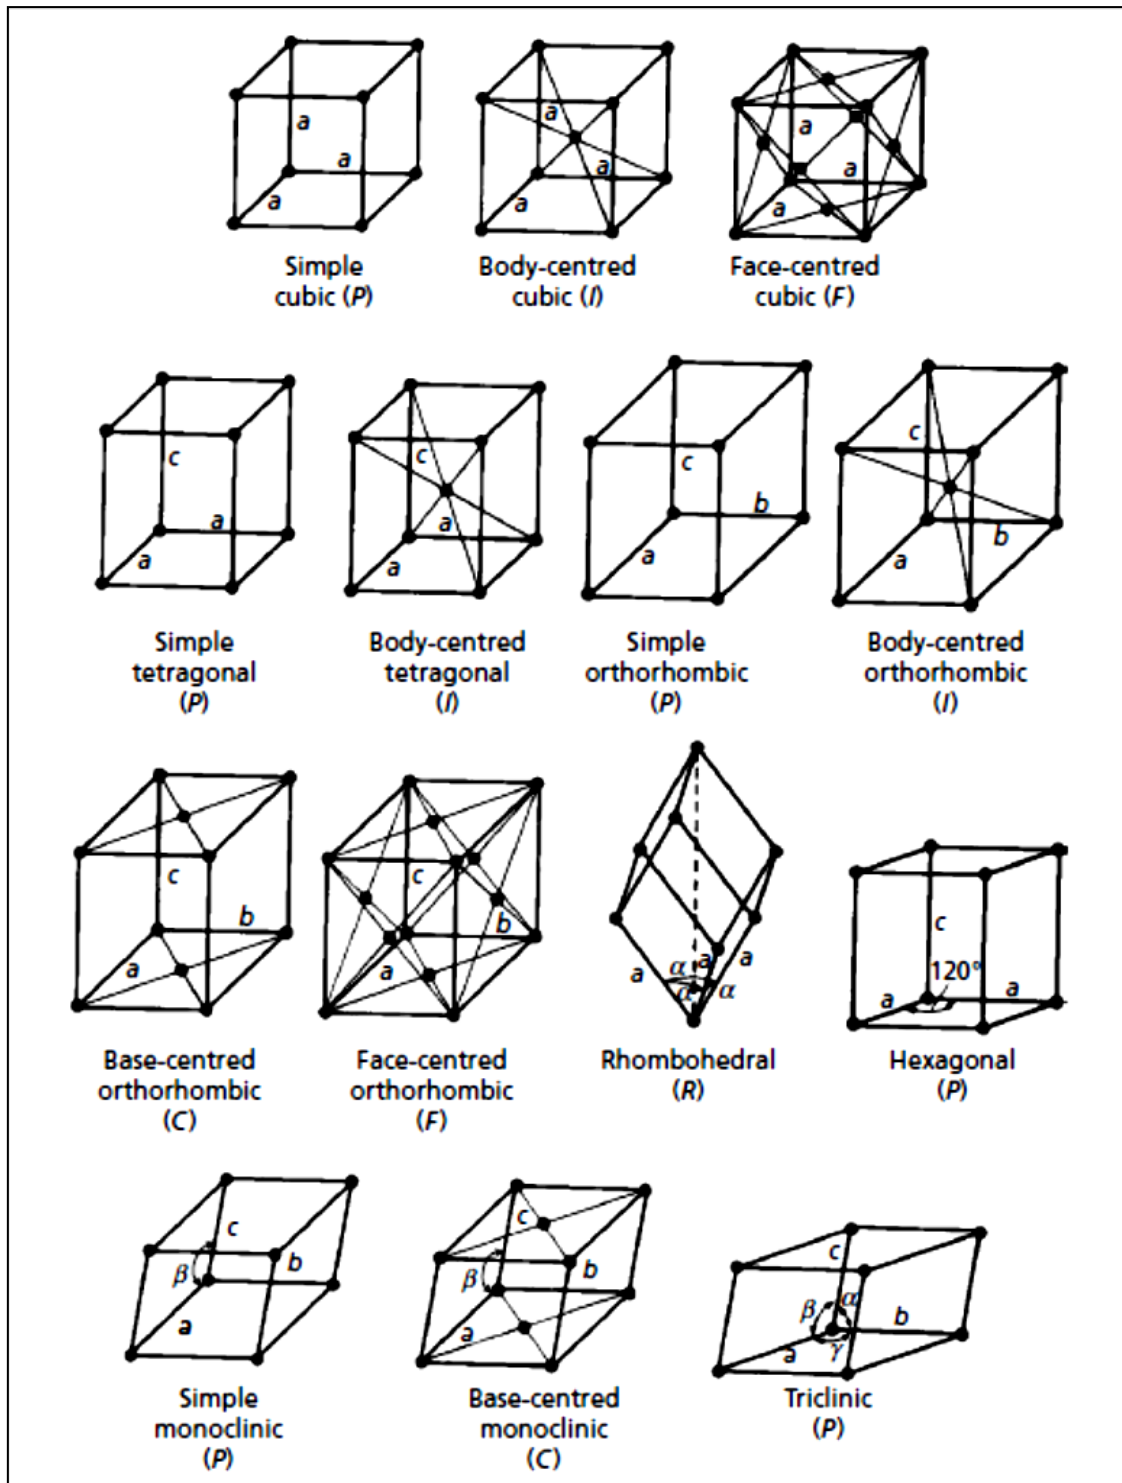 a
a
a
Simple
cubic (P)
a
a
a
Body-centred
cubic (I)
a
a
a
Face-centred
cubic (F)
c
a
a
Simple
tetragonal
(P)
c
a
a
Body-centred
tetragonal
(I)
c
b
a
Simple
orthorhombic
(P)
c
b
a
Body-centred
orthorhombic
(I)
c
b
a
Base-centred
orthorhombic
(C)
c
b
a
Face-centred
orthorhombic
(F)
a
a
a
α
α
α
Rhombohedral
(R)
c
120°
a
a
Hexagonal
(P)
c
b
β
a
Simple
monoclinic
(P)
c
b
β
a
Base-centred
monoclinic
(C)
c
β
α
b
a
γ
Triclinic
(P)